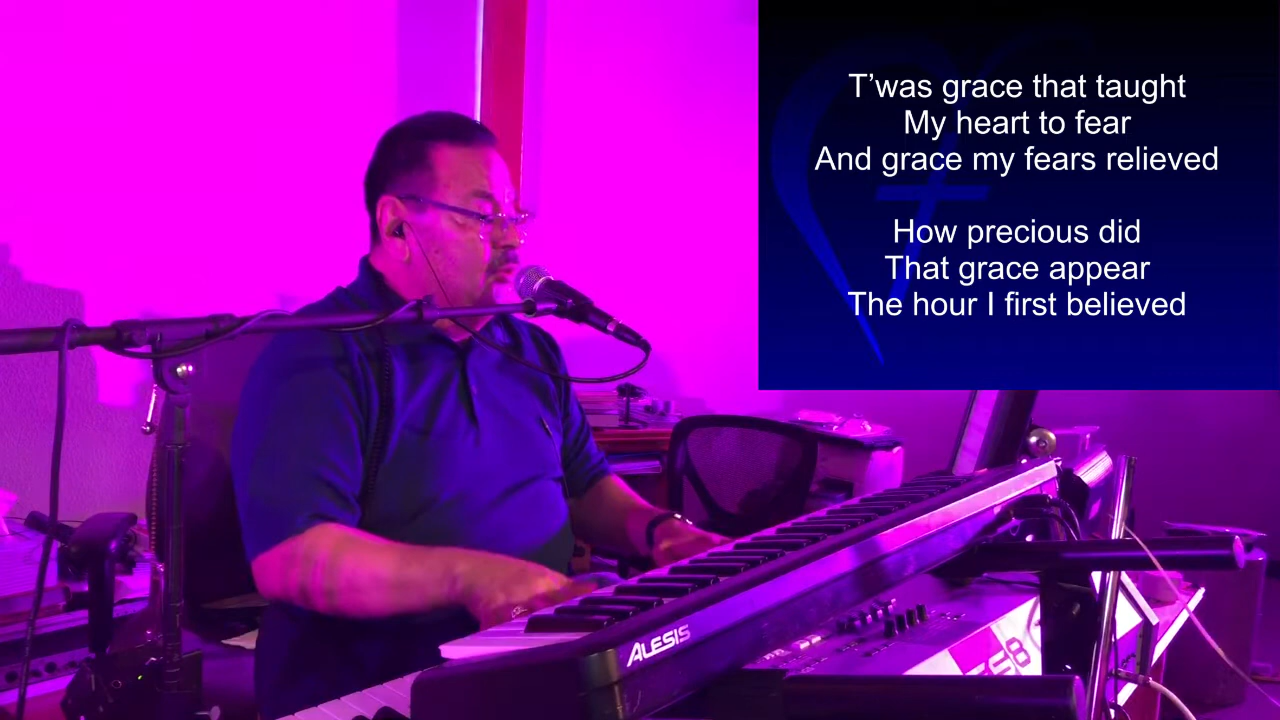 T’was grace that taught
My heart to fear
And grace my fears relieved
How precious did
That grace appear
The hour I first believed
ALESIS